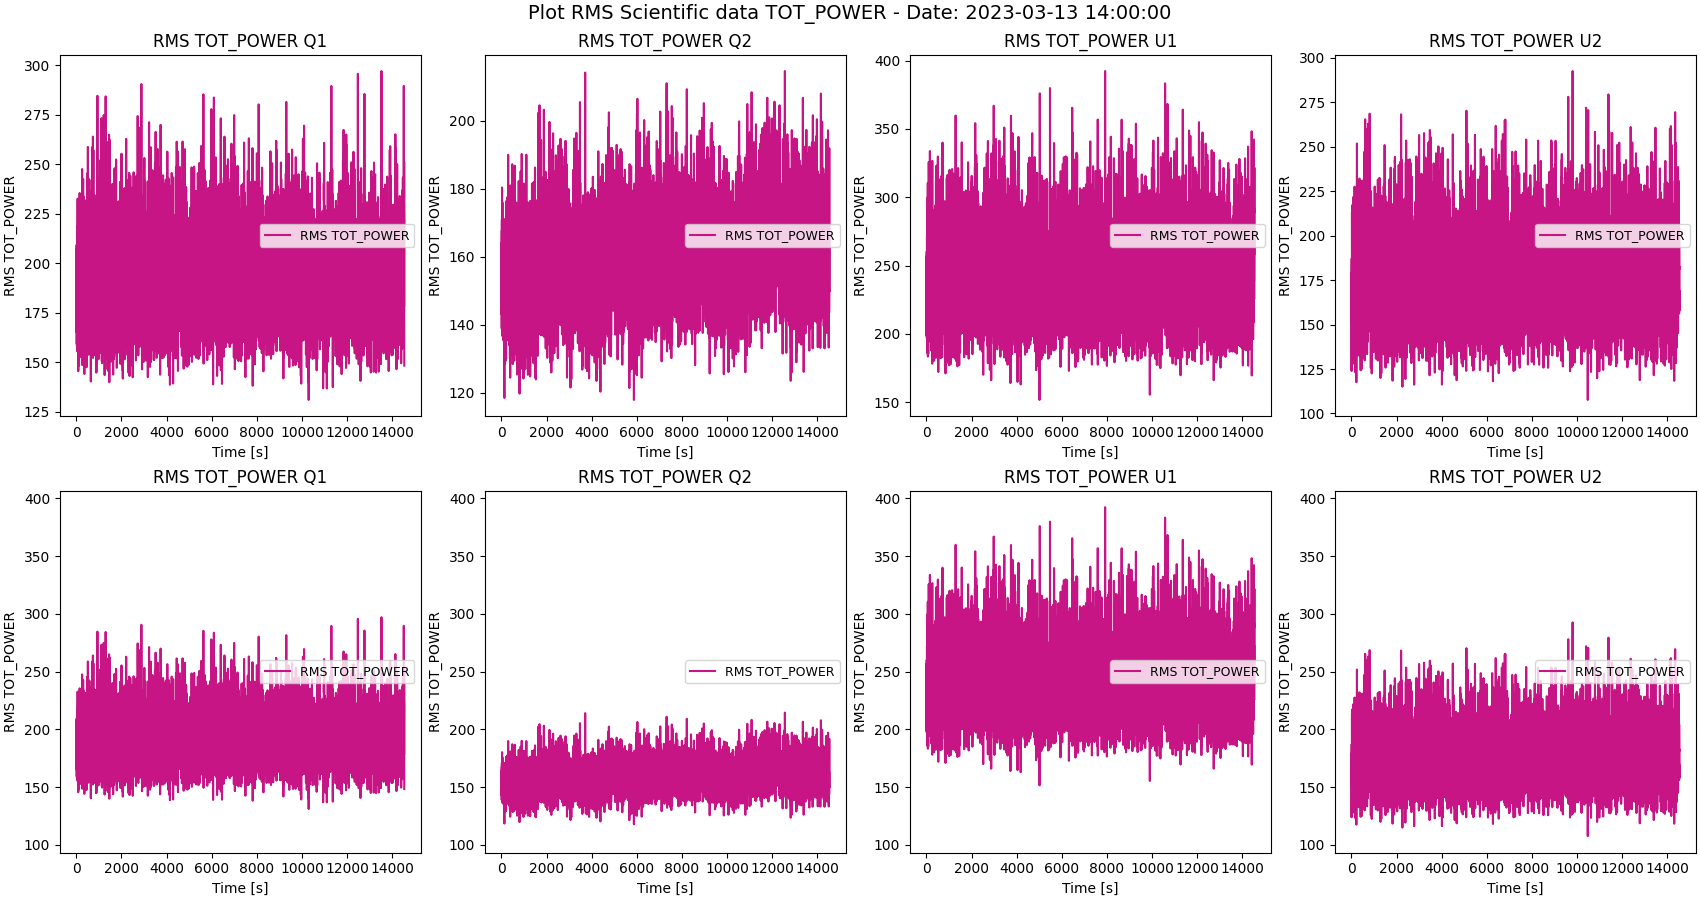 Plot RMS Scientific data TOT_POWER - Date: 2023-03-13 14:00:00
RMS TOT_POWER Q1
RMS TOT_POWER
300
275
250
225
200
175
150
125
RMS TOT_POWER
0 2000 4000 6000 8000 10000 12000 14000
Time [s]
RMS TOT_POWER Q2
RMS TOT_POWER
200
180
160
140
120
RMS TOT_POWER
0 2000 4000 6000 8000 10000 12000 14000
Time [s]
RMS TOT_POWER U1
RMS TOT_POWER
400
350
300
250
200
150
RMS TOT_POWER
0 2000 4000 6000 8000 10000 12000 14000
Time [s]
RMS TOT_POWER U2
RMS TOT_POWER
300
275
250
225
200
175
150
125
100
RMS TOT_POWER
0 2000 4000 6000 8000 10000 12000 14000
Time [s]
RMS TOT_POWER Q1
RMS TOT_POWER
400
350
300
250
200
150
100
RMS TOT_POWER
0 2000 4000 6000 8000 10000 12000 14000
Time [s]
RMS TOT_POWER Q2
RMS TOT_POWER
400
350
300
250
200
150
100
RMS TOT_POWER
0 2000 4000 6000 8000 10000 12000 14000
Time [s]
RMS TOT_POWER U1
RMS TOT_POWER
400
350
300
250
200
150
100
RMS TOT_POWER
0 2000 4000 6000 8000 10000 12000 14000
Time [s]
RMS TOT_POWER U2
RMS TOT_POWER
400
350
300
250
200
150
100
RMS TOT_POWER
0 2000 4000 6000 8000 10000 12000 14000
Time [s]